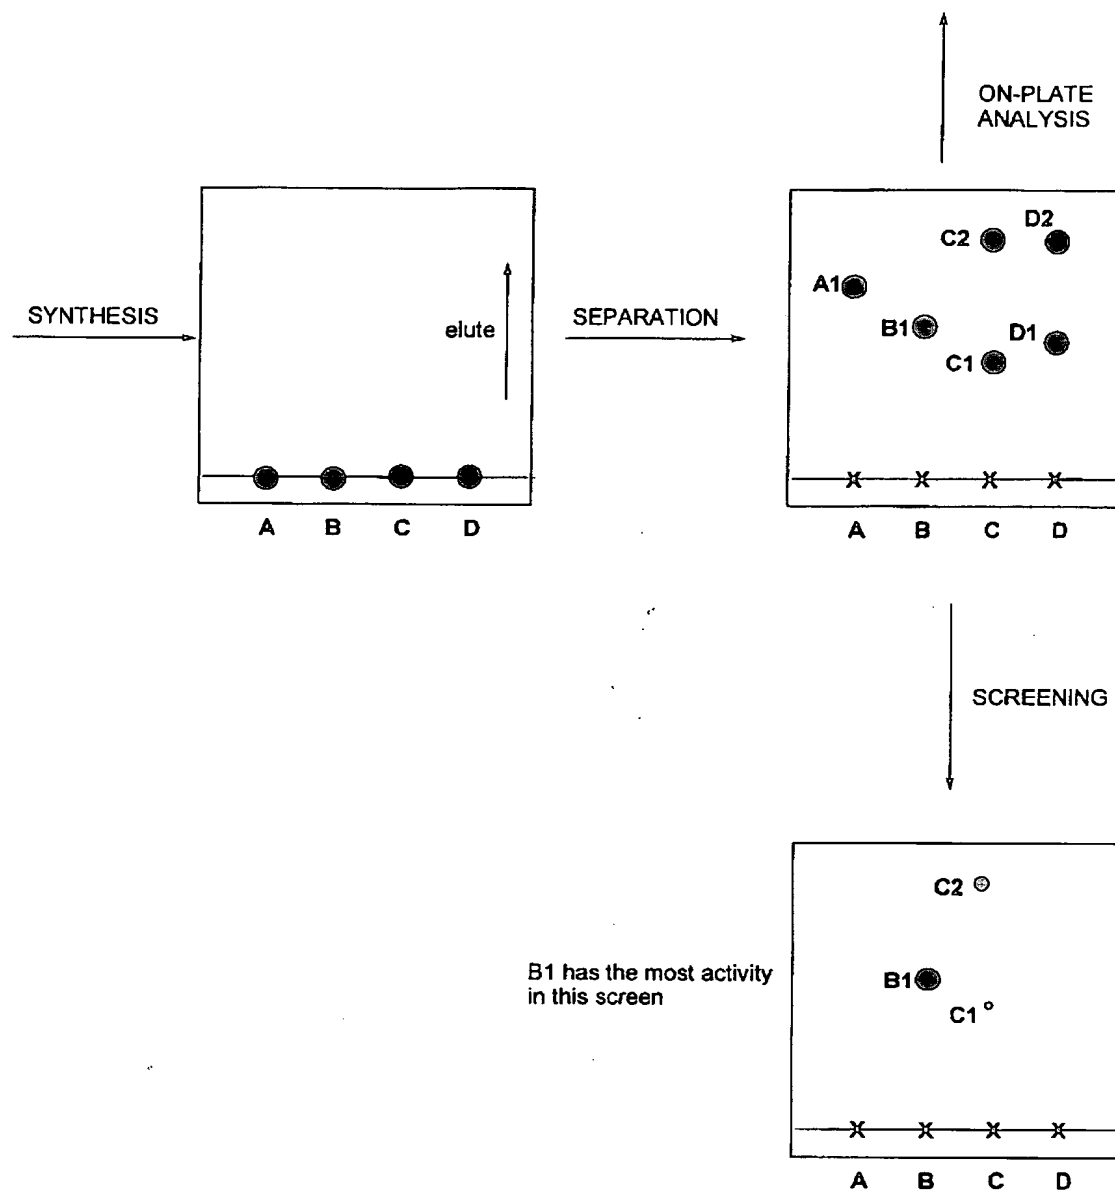 ON-PLATE
ANALYSIS
SYNTHESIS
elute
A B C D
SEPARATION
D2
C2
A1
B1
D1
C1
X X X X
A B C D
SCREENING
C2
B1 has the most activity
in this screen
B1
C1
X X X X
A B C D